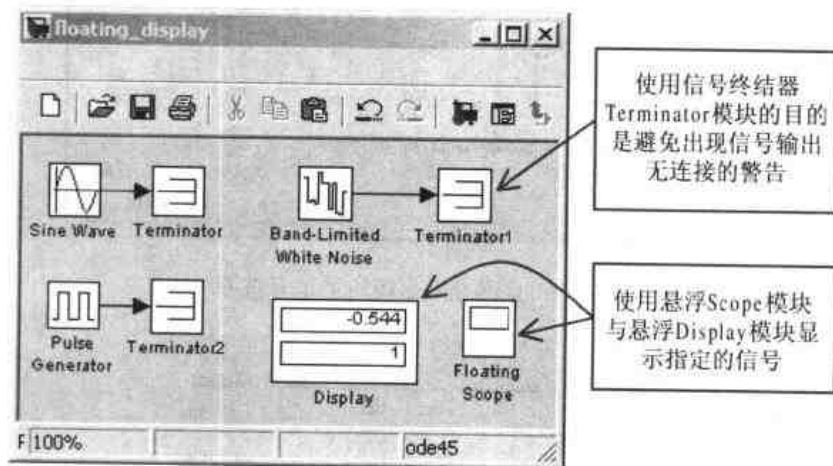 floating_display
使用信号终结器
Terminator模块的目的
是避免出现信号输出
无连接的警告
Sine Wave
Terminator
Band-Limited
White Noise
Terminator1
Pulse
Generator
Terminator2
-0.544
1
Display
Floating
Scope
使用悬浮Scope模块
与悬浮Display模块显
示指定的信号
F
100%
ode45